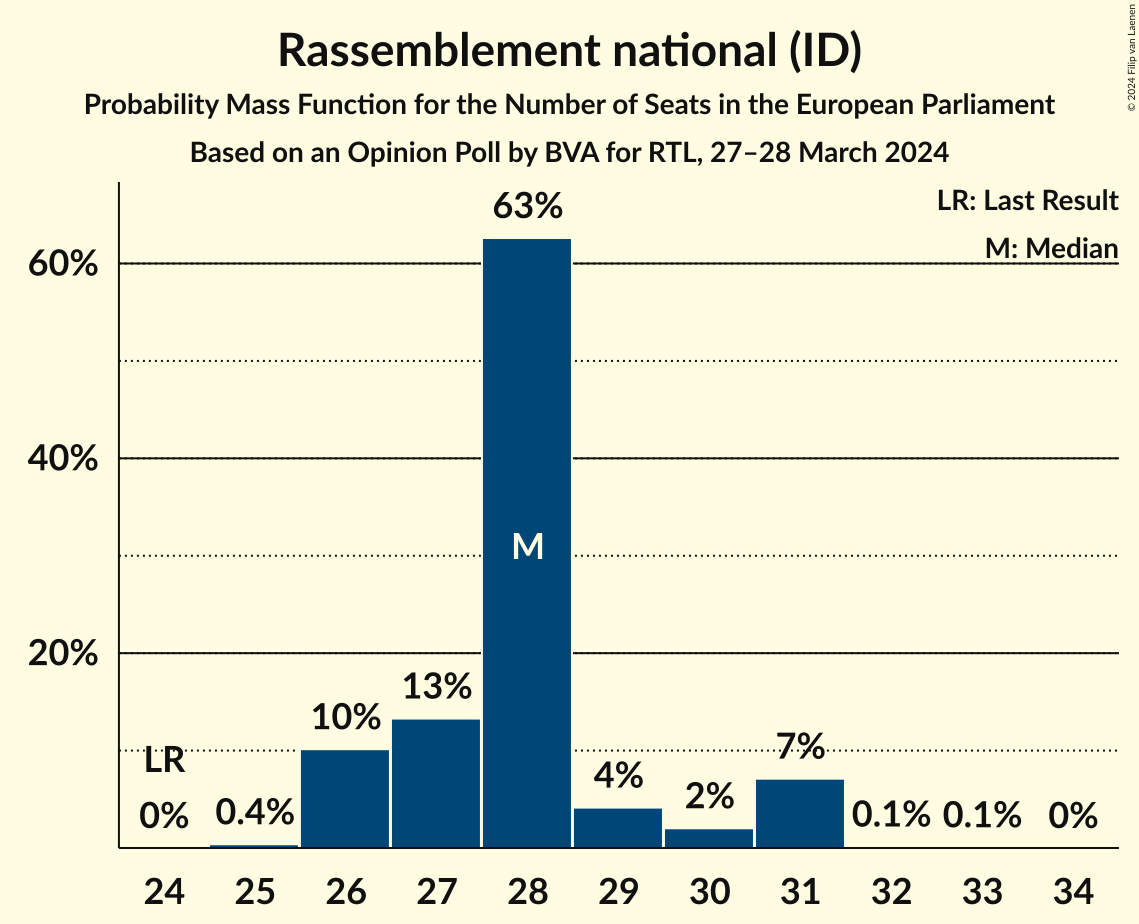 Rassemblement national (ID)
Probability Mass Function for the Number of Seats in the European Parliament
Based on an Opinion Poll by BVA for RTL, 27–28 March 2024
© 2024 Filip van Laenen
LR: Last Result
M: Median
60%
40%
20%
LR
0%
0.4%
10%
13%
63%
M
4%
2%
7%
0.1%
0.1%
0%
24 25 26 27 28 29 30 31 32 33 34